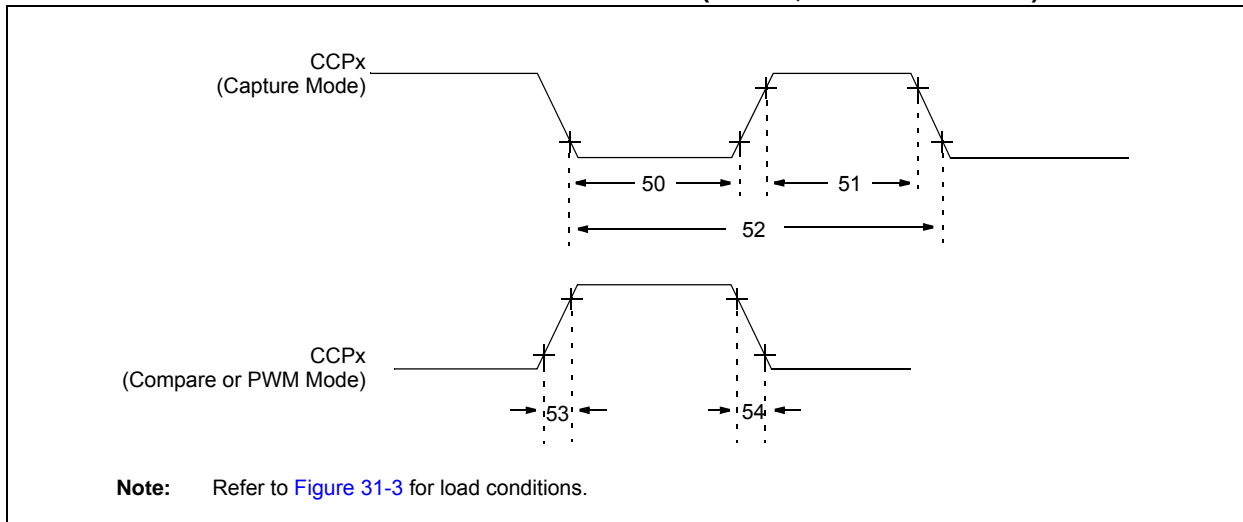 CCPx
(Capture Mode)
50
51
52
CCPx
(Compare or PWM Mode)
53
54
Note: Refer to Figure 31-3 for load conditions.